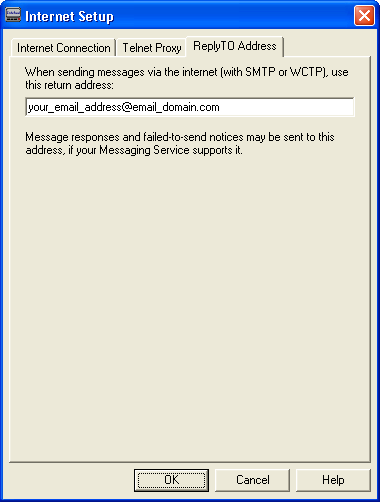 Internet Setup
Internet Connection
Telnet Proxy
ReplyTO Address
When sending messages via the internet (with SMTP or WCTP), use
this return address:
your_email_address@email_domain.com
Message responses and failed-to-send notices may be sent to this
address, if your Messaging Service supports it.
OK
Cancel
Help